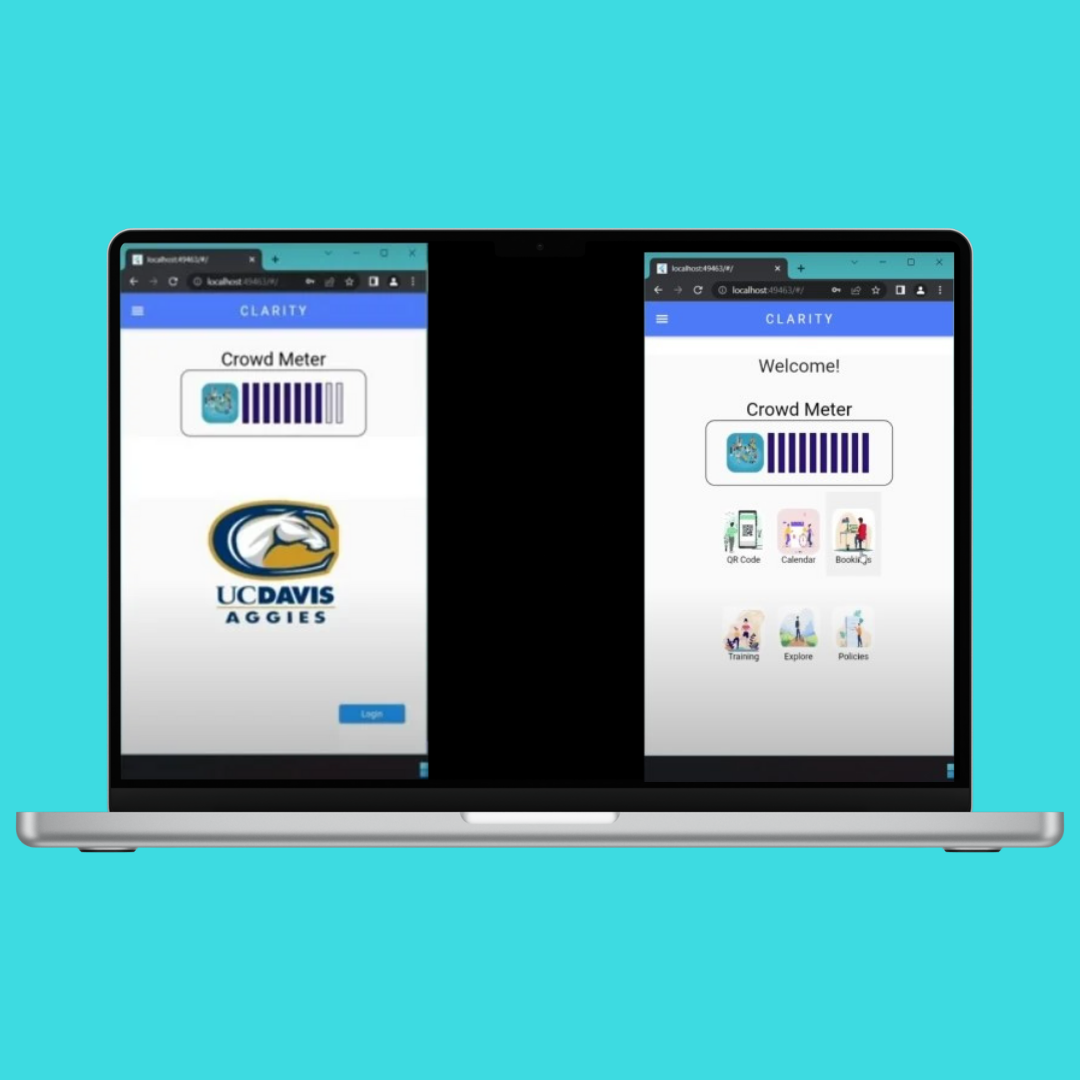 localhost:49463/#/
localhost:49463/#/
CLARITY
Crowd Meter
UCDAVIS
AGGIES
Login
localhost:49463/#/
localhost:49463/#/
CLARITY
Welcome!
Crowd Meter
QR Code
Calendar
Bookings
Training
Explore
Policies